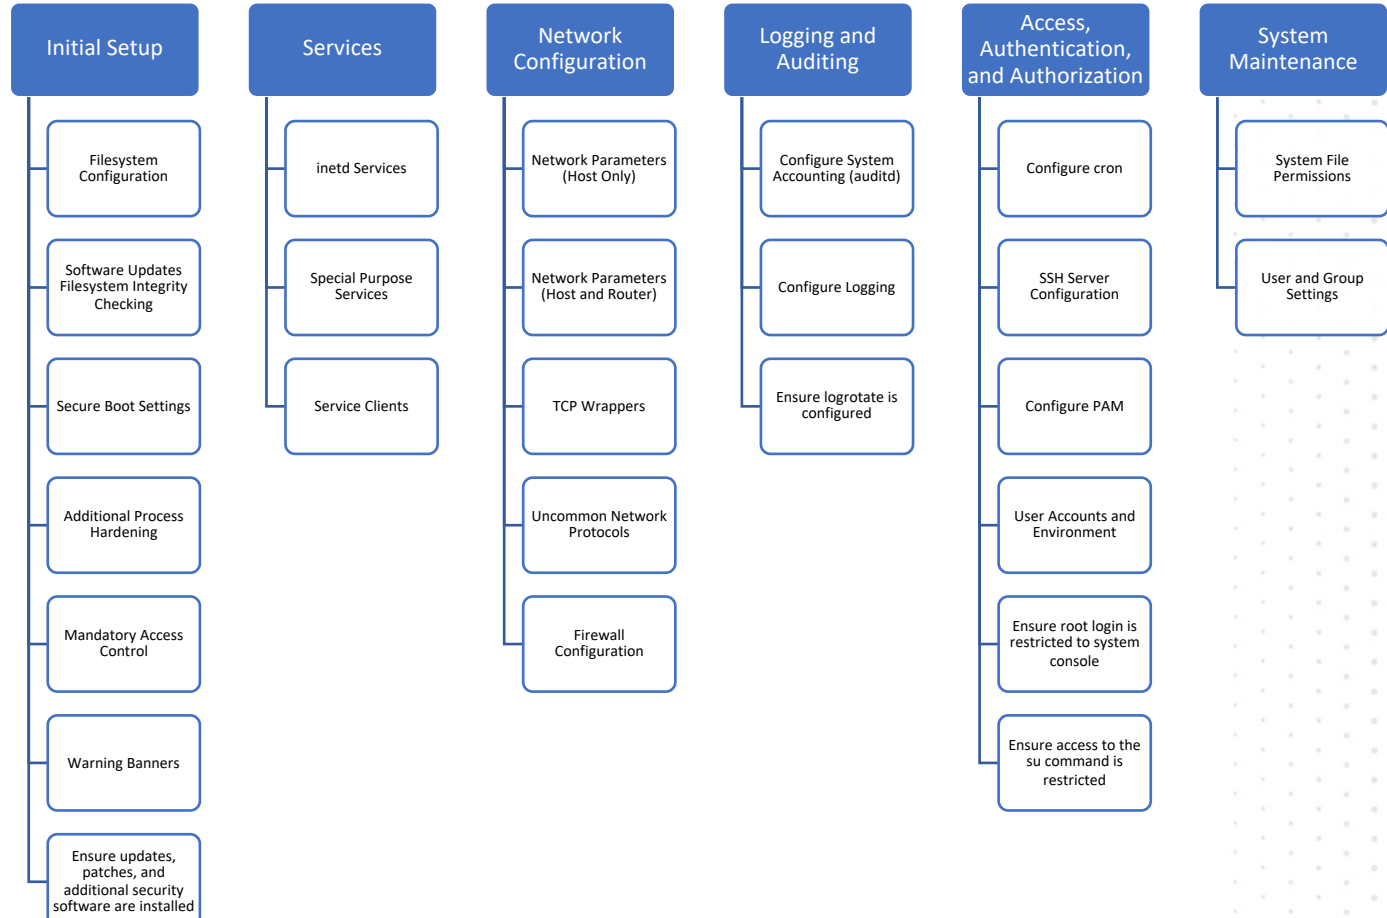 Initial Setup
Filesystem
Configuration
Software Updates
Filesystem Integrity
Checking
Secure Boot Settings
Additional Process
Hardening
Mandatory Access
Control
Warning Banners
Ensure updates,
patches, and
additional security
software are installed
Services
inetd Services
Special Purpose
Services
Service Clients
Network
Configuration
Network Parameters
(Host Only)
Network Parameters
(Host and Router)
TCP Wrappers
Uncommon Network
Protocols
Firewall
Configuration
Logging and
Auditing
Configure System
Accounting (auditd)
Configure Logging
Ensure logrotate is
configured
Access,
Authentication,
and Authorization
Configure cron
SSH Server
Configuration
Configure PAM
User Accounts and
Environment
Ensure root login is
restricted to system
console
Ensure access to the
su command is
restricted
System
Maintenance
System File
Permissions
User and Group
Settings